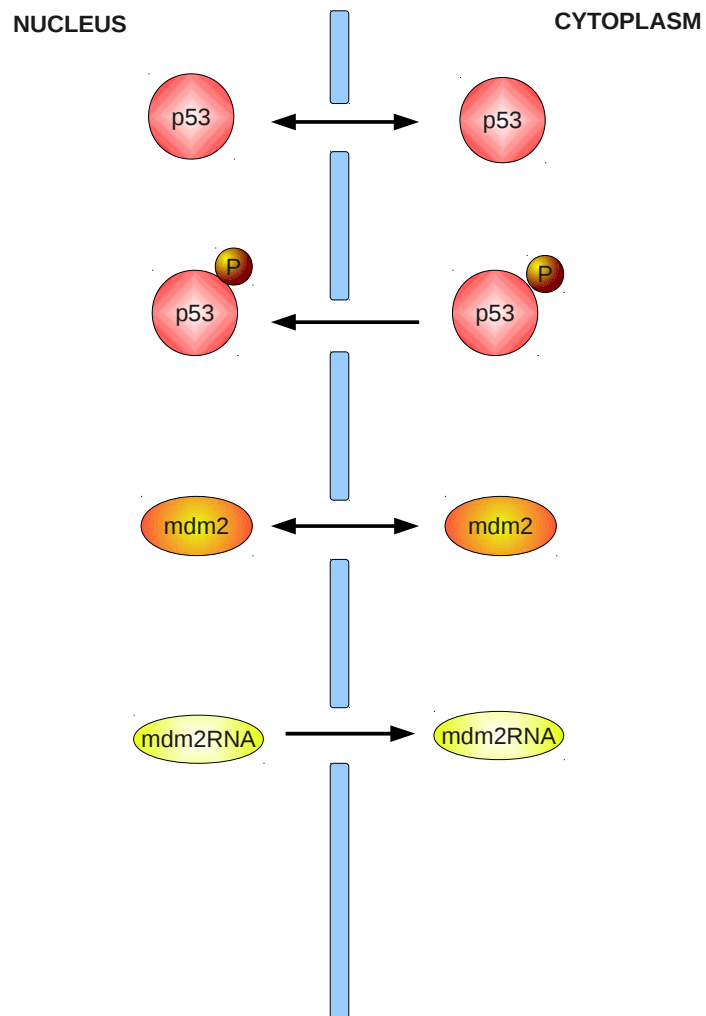 NUCLEUS
CYTOPLASM
p53
p53
P
P
p53
p53
mdm2
mdm2
mdm2RNA
mdm2RNA